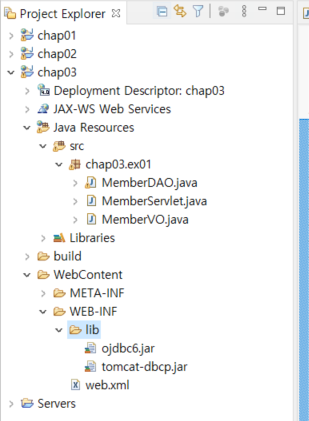 Project Explorer
chap01
chap02
chap03
Deployment Descriptor: chap03
JAX-WS Web Services
Java Resources
src
chap03.ex01
MemberDAO.java
MemberServlet.java
MemberVO.java
Libraries
build
WebContent
META-INF
WEB-INF
lib
ojdbc6.jar
tomcat-dbcp.jar
web.xml
Servers